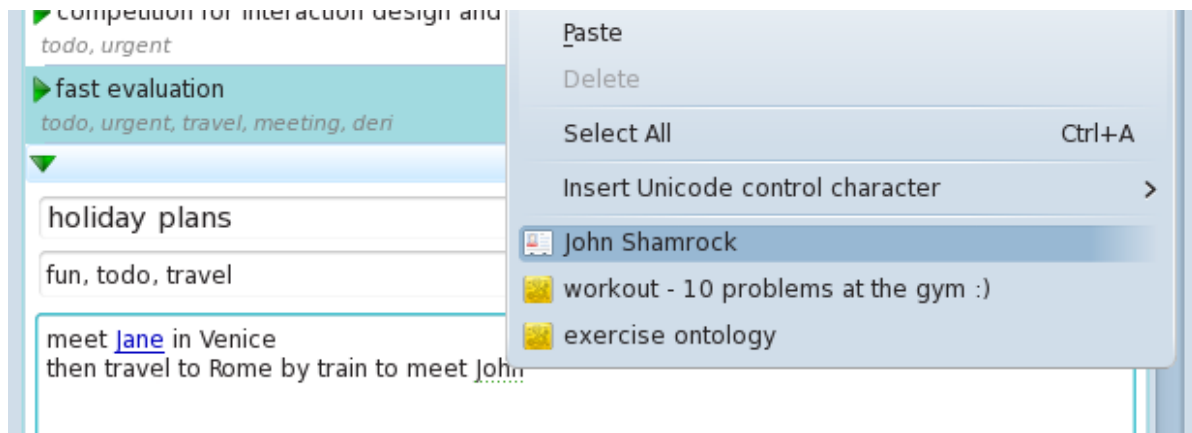 competition for interaction design and
todo, urgent
fast evaluation
todo, urgent, travel, meeting, deri
holiday plans
fun, todo, travel
meet Jane in Venice
then travel to Rome by train to meet John
Paste
Delete
Select All Ctrl+A
Insert Unicode control character
John Shamrock
workout - 10 problems at the gym :)
exercise ontology